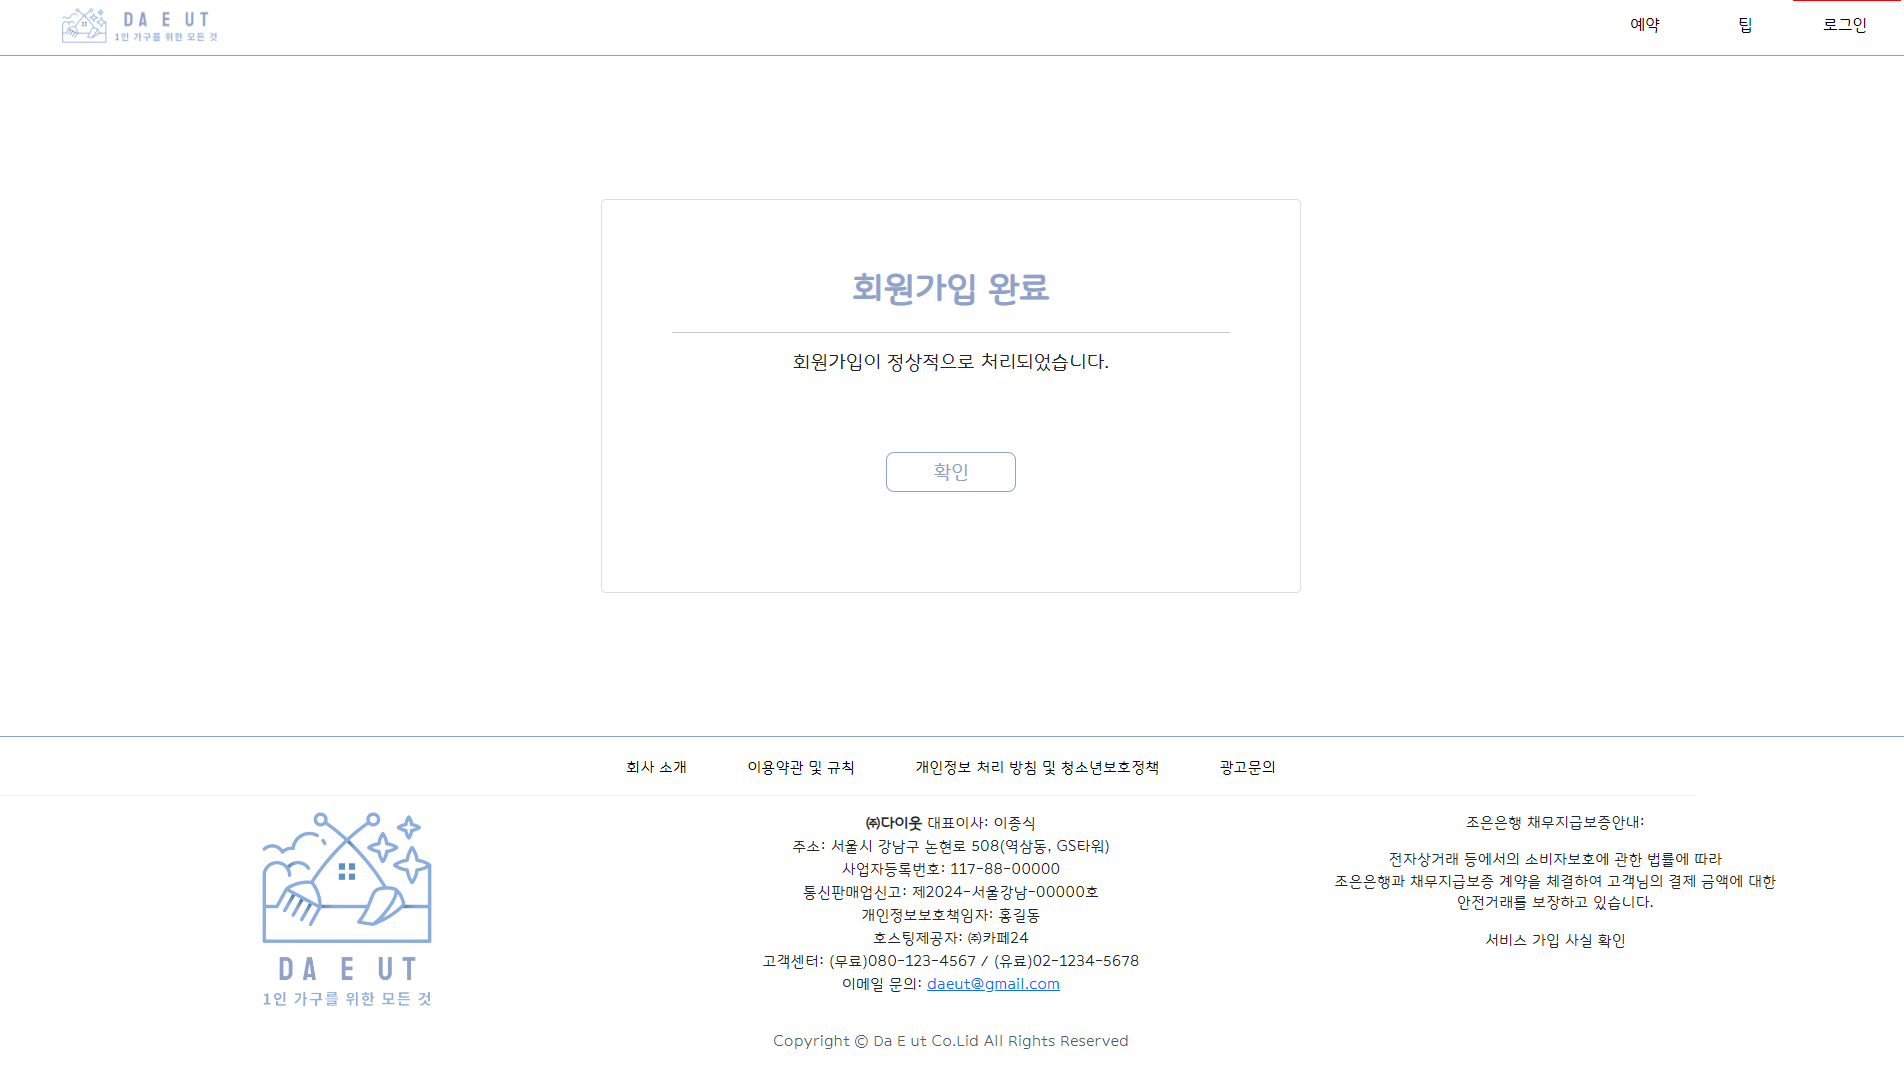 DA E UT
1인 가구를 위한 모든 것
예약
팁
로그인
회원가입 완료
회원가입이 정상적으로 처리되었습니다.
확인
회사 소개
이용약관 및 규칙
개인정보 처리 방침 및 청소년보호정책
광고문의
DA E UT
1인 가구를 위한 모든 것
㈜다이웃 대표이사: 이종식
주소: 서울시 강남구 논현로 508(역삼동, GS타워)
사업자등록번호: 117-88-00000
통신판매업신고: 제2024-서울강남-00000호
개인정보보호책임자: 홍길동
호스팅제공자: ㈜카페24
고객센터: (무료)080-123-4567 / (유료)02-1234-5678
이메일 문의: daeut@gmail.com
조은은행 채무지급보증안내:
전자상거래 등에서의 소비자보호에 관한 법률에 따라
조은은행과 채무지급보증 계약을 체결하여 고객님의 결제 금액에 대한
안전거래를 보장하고 있습니다.
서비스 가입 사실 확인
Copyright © Da E ut Co.Lid All Rights Reserved